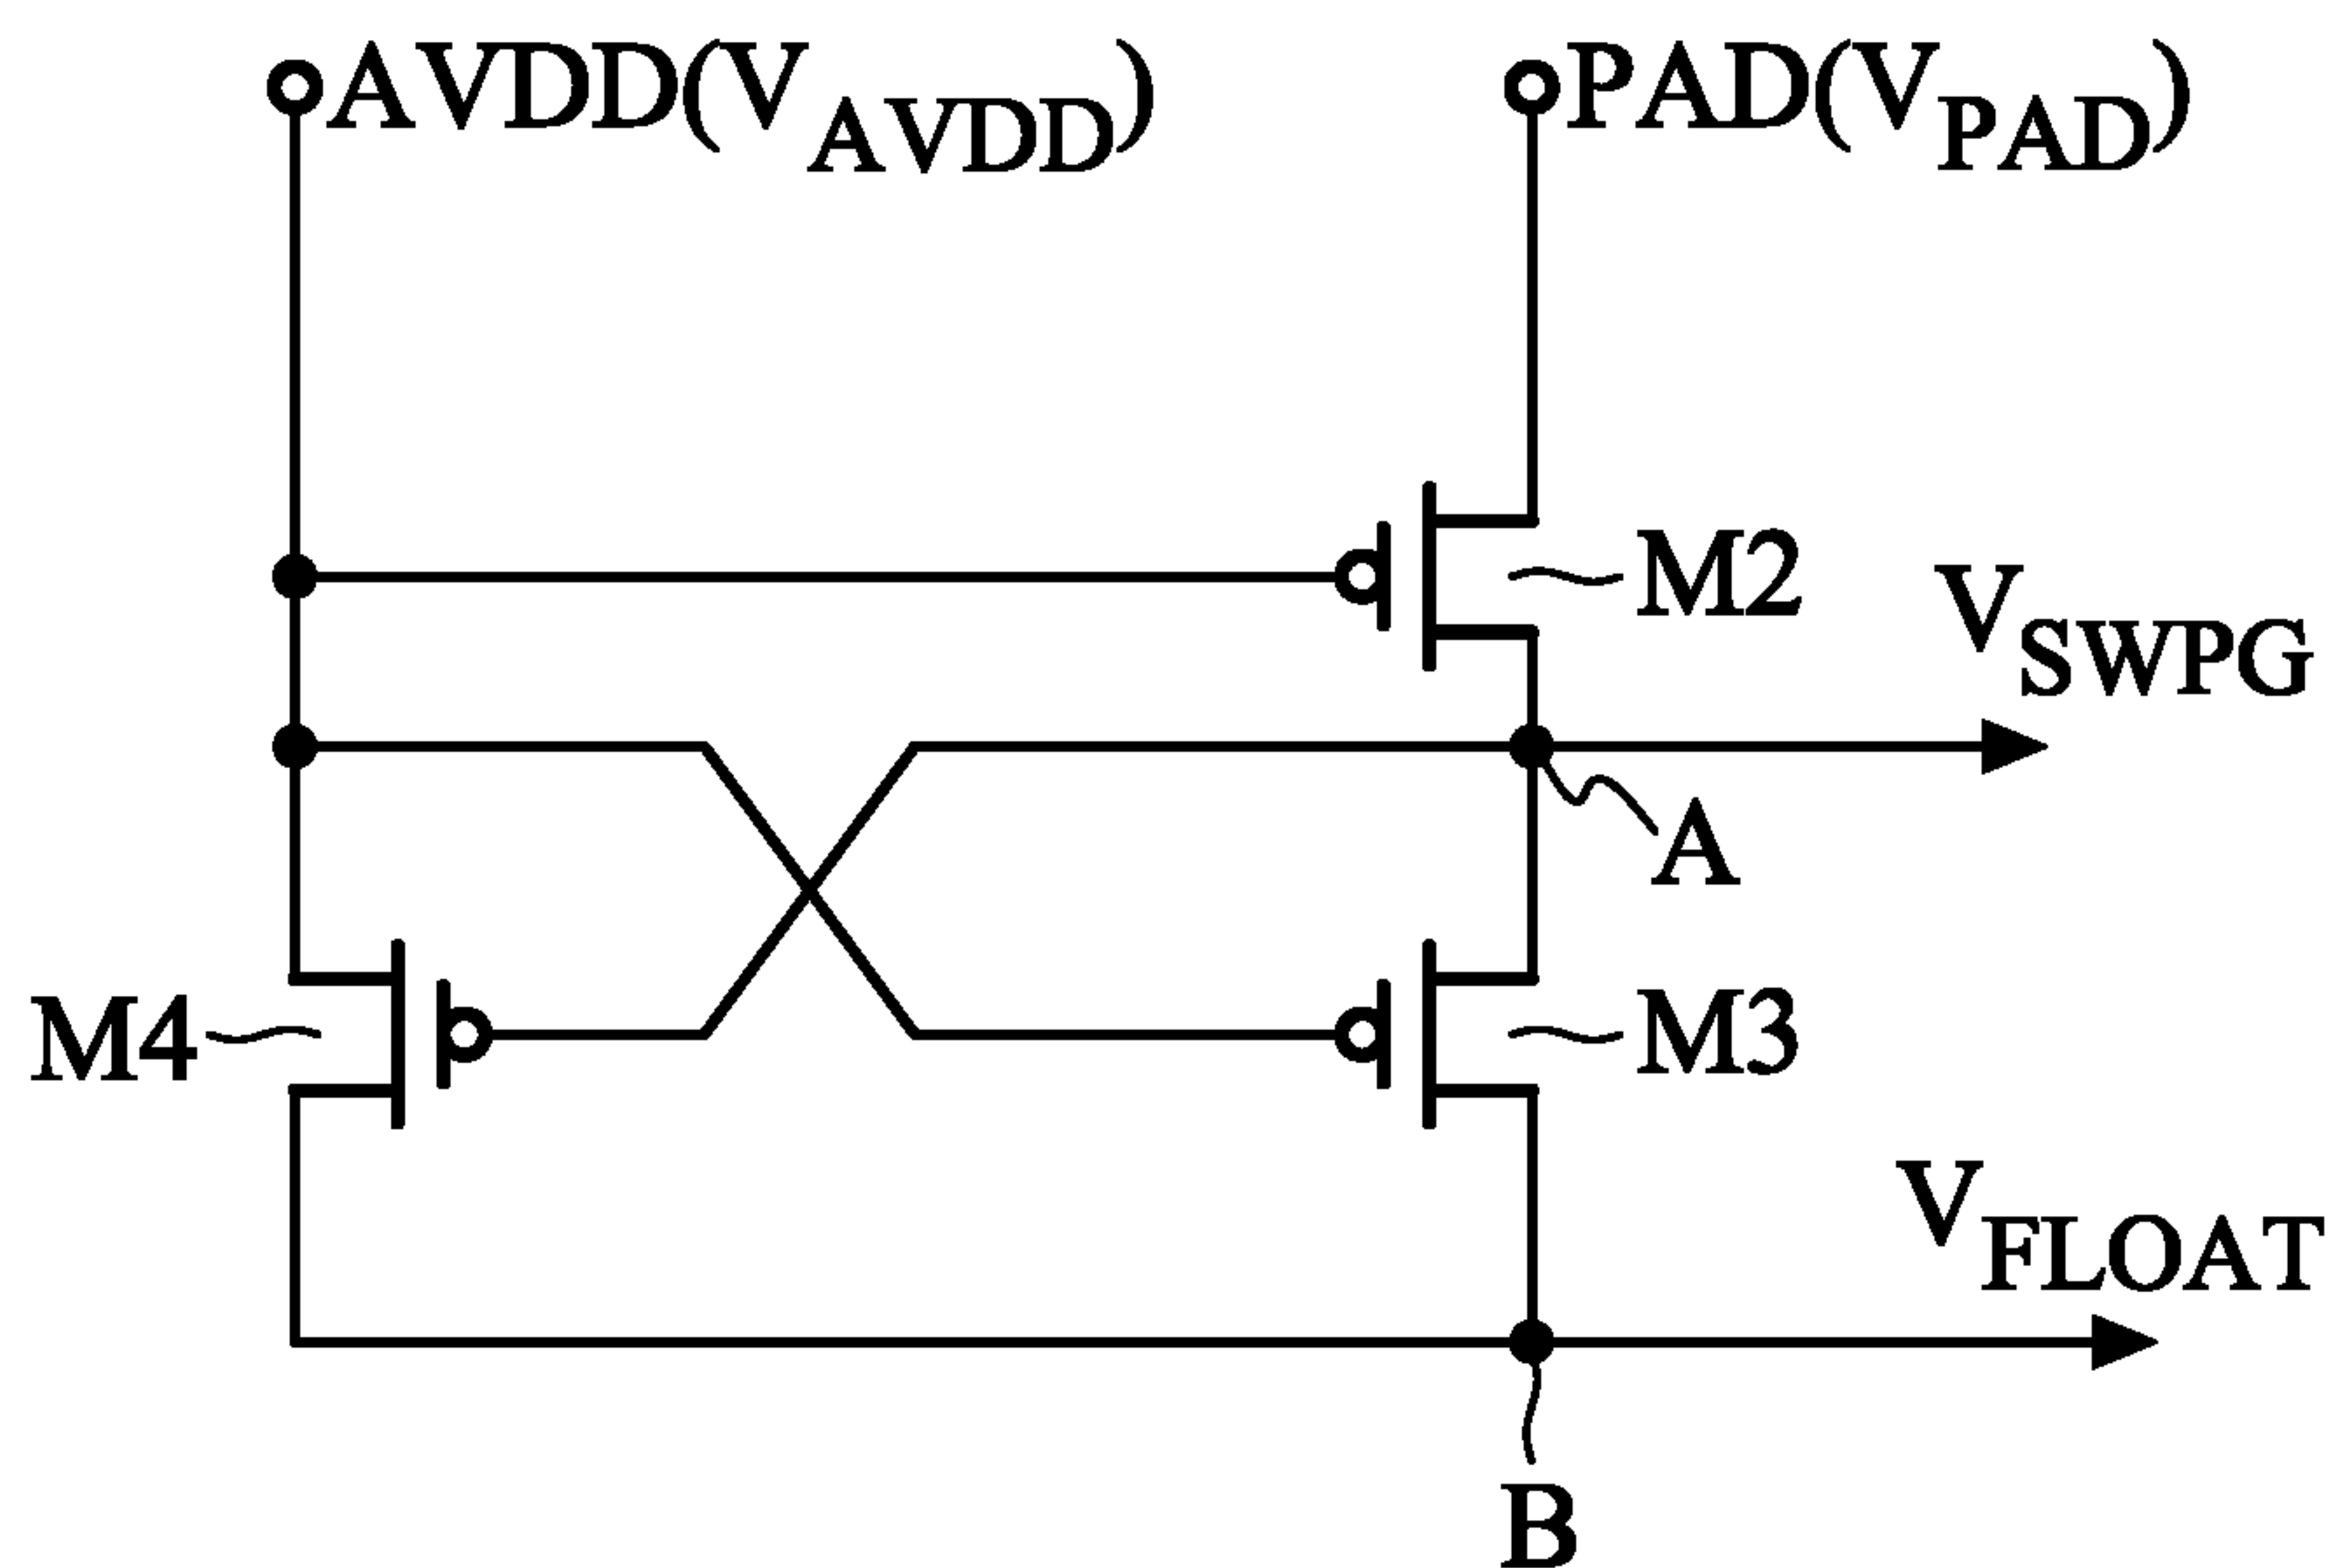 AVDD(VAVDD)
PAD(VPAD)
M2
VSWPG
A
M4
M3
VFLOAT
B